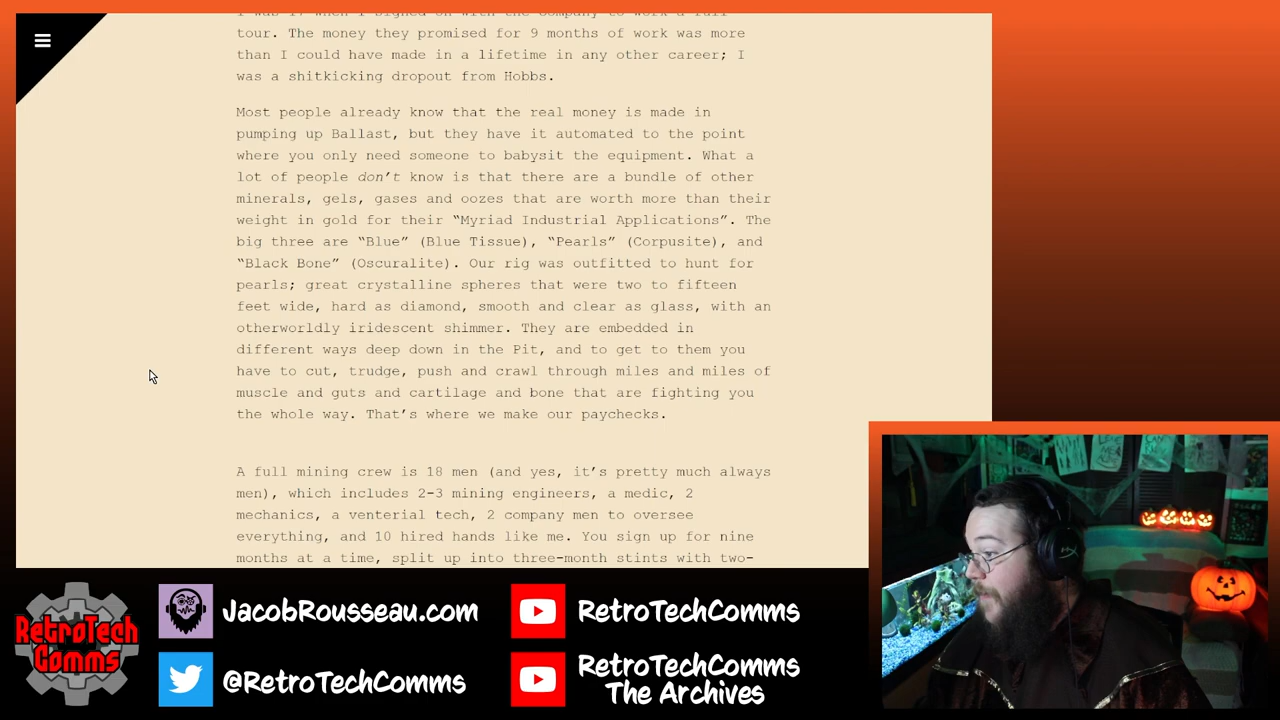 I was 17 when I signed on with the company to work a full
tour. The money they promised for 9 months of work was more
than I could have made in a lifetime in any other career; I
was a shitkicking dropout from Hobbs.
Most people already know that the real money is made in
pumping up Ballast, but they have it automated to the point
where you only need someone to babysit the equipment. What a
lot of people don’t know is that there are a bundle of other
minerals, gels, gases and oozes that are worth more than their
weight in gold for their “Myriad Industrial Applications”. The
big three are “Blue” (Blue Tissue), “Pearls” (Corpusite), and
“Black Bone” (Oscuralite). Our rig was outfitted to hunt for
pearls; great crystalline spheres that were two to fifteen
feet wide, hard as diamond, smooth and clear as glass, with an
otherworldly iridescent shimmer. They are embedded in
different ways deep down in the Pit, and to get to them you
have to cut, trudge, push and crawl through miles and miles of
muscle and guts and cartilage and bone that are fighting you
the whole way. That’s where we make our paychecks.
A full mining crew is 18 men (and yes, it’s pretty much always
men), which includes 2-3 mining engineers, a medic, 2
mechanics, a venterial tech, 2 company men to oversee
everything, and 10 hired hands like me. You sign up for nine
months at a time, split up into three-month stints with two-
RetroTech
Comms
JacobRousseau.com
@RetroTechComms
RetroTechComms
RetroTechComms
The Archives